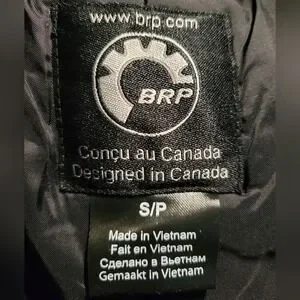 www.brp.com
BRP
Conçu au Canada
Designed in Canada
S/P
Made in Vietnam
Fait en Vietnam
Сделано в Вьетнам
Gemaakt in Vietnam